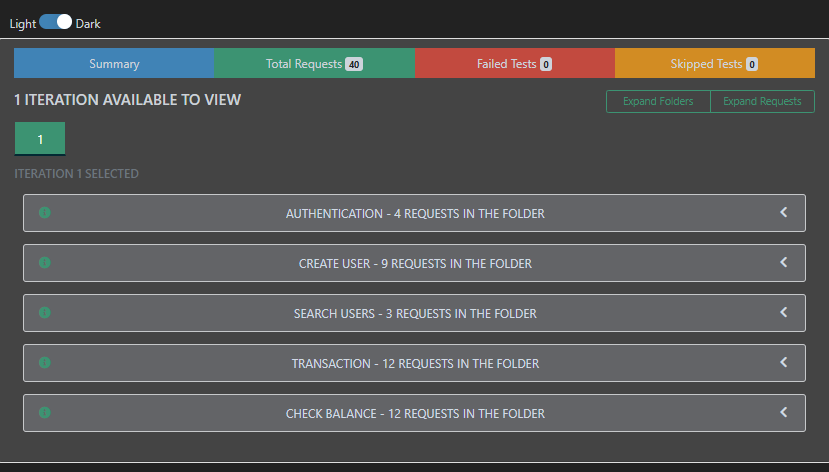 Light Dark
Summary Total Requests 40 Failed Tests 0 Skipped Tests 0
1 ITERATION AVAILABLE TO VIEW Expand Folders Expand Requests
1
ITERATION 1 SELECTED
AUTHENTICATION - 4 REQUESTS IN THE FOLDER
CREATE USER - 9 REQUESTS IN THE FOLDER
SEARCH USERS - 3 REQUESTS IN THE FOLDER
TRANSACTION - 12 REQUESTS IN THE FOLDER
CHECK BALANCE - 12 REQUESTS IN THE FOLDER